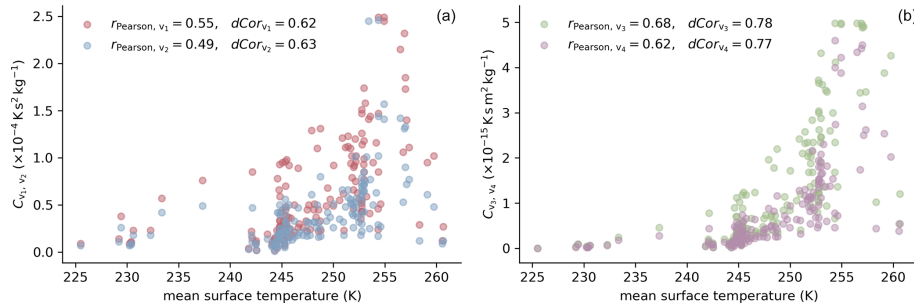 (a)
r_Pearson, v₁ = 0.55, dCor_v₁ = 0.62
r_Pearson, v₂ = 0.49, dCor_v₂ = 0.63
C_v₁, v₂ (×10⁻⁴ K s² kg⁻¹)
2.5
2.0
1.5
1.0
0.5
0.0
225 230 235 240 245 250 255 260
mean surface temperature (K)
(b)
r_Pearson, v₃ = 0.68, dCor_v₃ = 0.78
r_Pearson, v₄ = 0.62, dCor_v₄ = 0.77
C_v₃, v₄ (×10⁻¹⁵ K s m² kg⁻¹)
5
4
3
2
1
0
225 230 235 240 245 250 255 260
mean surface temperature (K)